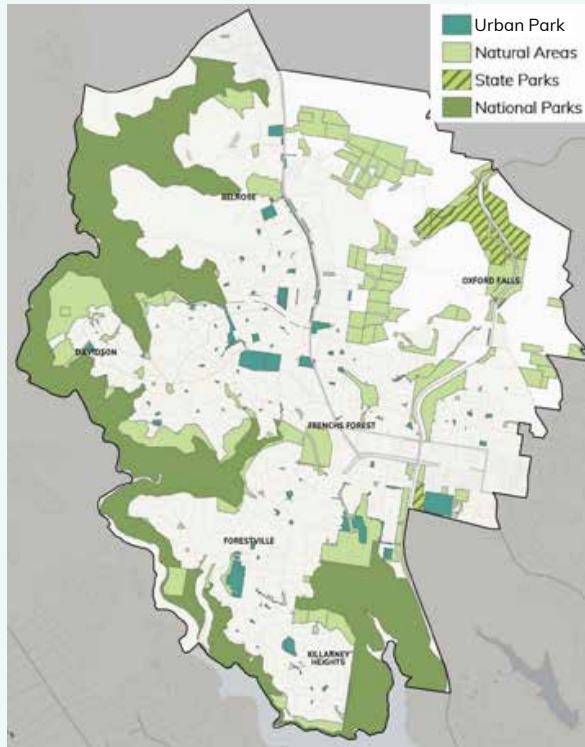 Urban Park
Natural Areas
State Parks
National Parks
BELROSE
OXFORD FALLS
DAVIDSON
FRENCHS FOREST
FORESTVILLE
KILLARNEY
HEIGHTS